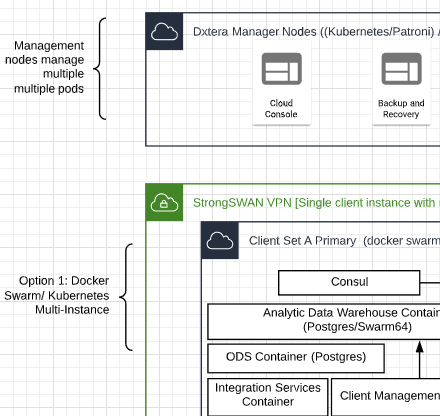 Management
nodes manage
multiple
multiple pods
Dxtera Manager Nodes ((Kubernetes/Patroni) /
Cloud
Console
Backup and
Recovery
StrongSWAN VPN [Single client instance with
Client Set A Primary (docker swarm
Option 1: Docker
Swarm/ Kubernetes
Multi-Instance
Consul
Analytic Data Warehouse Contain
(Postgres/Swarm64)
ODS Container (Postgres)
Integration Services
Container
Client Management